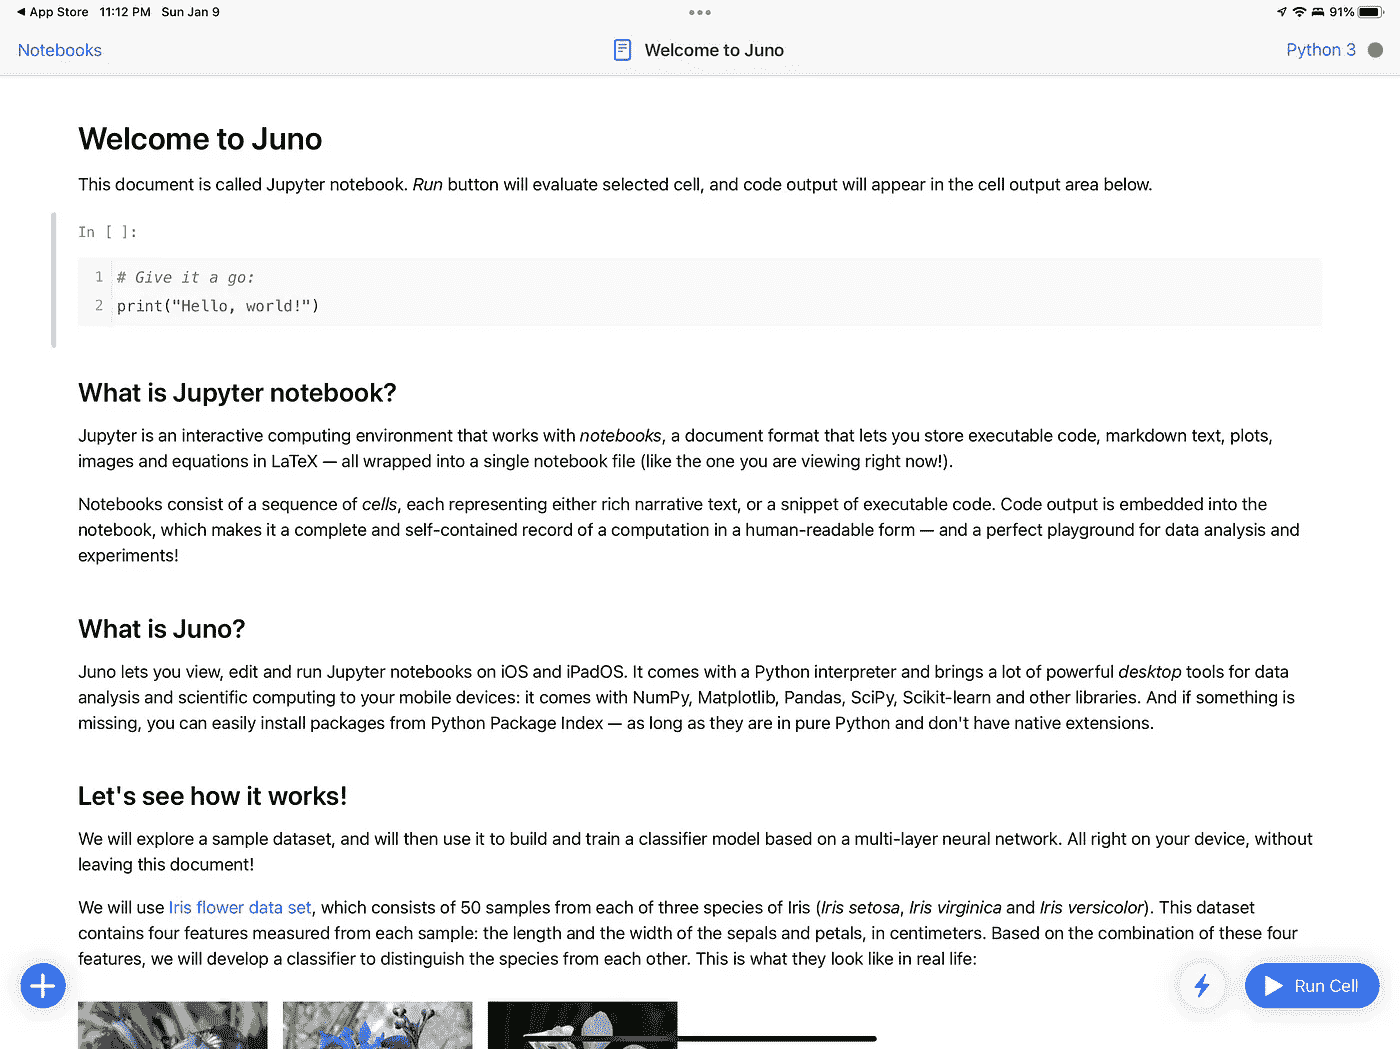 ◀ App Store 11:12 PM Sun Jan 9
91%
Notebooks
Welcome to Juno
Python 3
Welcome to Juno
This document is called Jupyter notebook. Run button will evaluate selected cell, and code output will appear in the cell output area below.
In [ ]:
1 # Give it a go:
2 print("Hello, world!")
What is Jupyter notebook?
Jupyter is an interactive computing environment that works with notebooks, a document format that lets you store executable code, markdown text, plots,
images and equations in LaTeX — all wrapped into a single notebook file (like the one you are viewing right now!).
Notebooks consist of a sequence of cells, each representing either rich narrative text, or a snippet of executable code. Code output is embedded into the
notebook, which makes it a complete and self-contained record of a computation in a human-readable form — and a perfect playground for data analysis and
experiments!
What is Juno?
Juno lets you view, edit and run Jupyter notebooks on iOS and iPadOS. It comes with a Python interpreter and brings a lot of powerful desktop tools for data
analysis and scientific computing to your mobile devices: it comes with NumPy, Matplotlib, Pandas, SciPy, Scikit-learn and other libraries. And if something is
missing, you can easily install packages from Python Package Index — as long as they are in pure Python and don't have native extensions.
Let's see how it works!
We will explore a sample dataset, and will then use it to build and train a classifier model based on a multi-layer neural network. All right on your device, without
leaving this document!
We will use Iris flower data set, which consists of 50 samples from each of three species of Iris (Iris setosa, Iris virginica and Iris versicolor). This dataset
contains four features measured from each sample: the length and the width of the sepals and petals, in centimeters. Based on the combination of these four
features, we will develop a classifier to distinguish the species from each other. This is what they look like in real life:
Run Cell